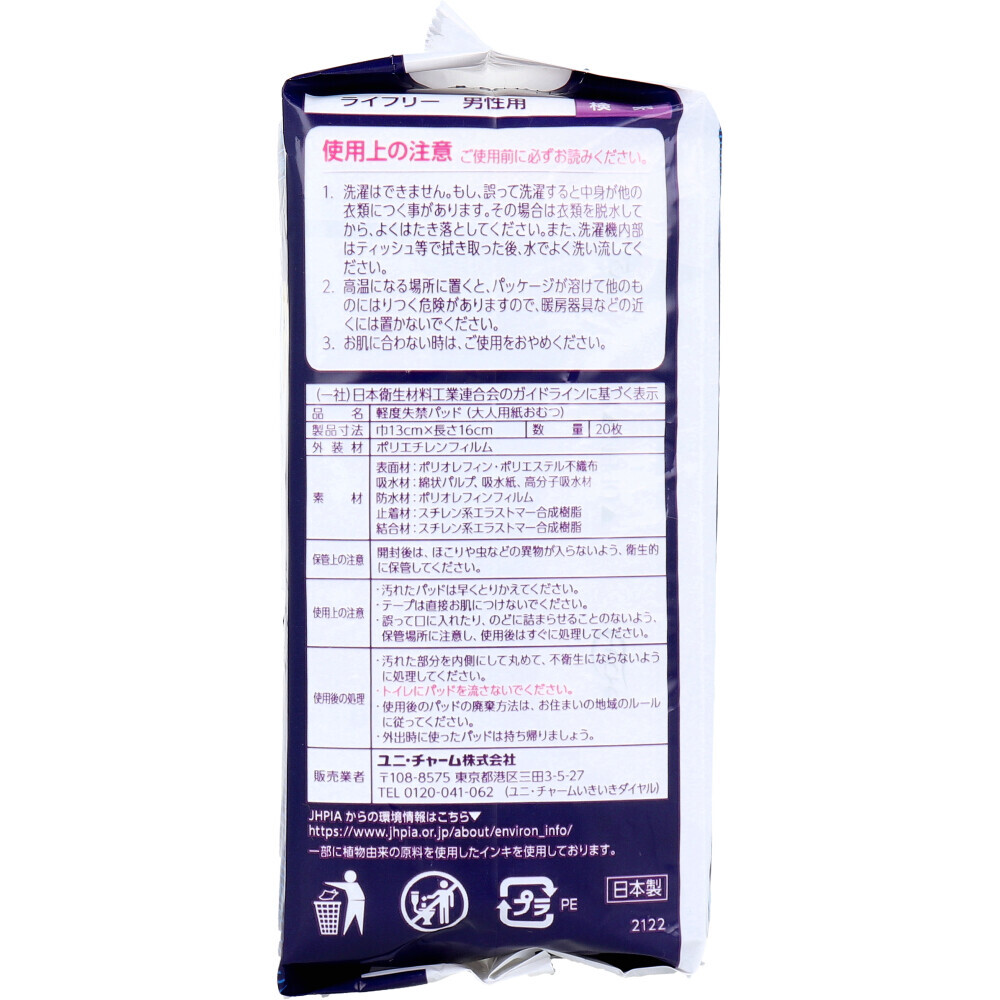 ライフリー 男性用
使用上の注意 ご使用前に必ずお読みください。
1. 洗濯はできません。もし、誤って洗濯すると中身が他の
衣類につく事があります。その場合は衣類を脱水して
から、よくはたき落としてください。また、洗濯機内部
はティッシュ等で拭き取った後、水でよく洗い流してく
ださい。
2. 高温になる場所に置くと、パッケージが溶けて他のも
のにはりつく危険がありますので、暖房器具などの近
くには置かないでください。
3. お肌に合わない時は、ご使用をおやめください。
(一社)日本衛生材料工業連合会のガイドラインに基づく表示
品名 軽度失禁パッド(大人用紙おむつ)
製品寸法 巾13cm×長さ16cm 数量 20枚
外装材 ポリエチレンフィルム
素材 表面材:ポリオレフィン・ポリエステル不織布
吸水材:綿状パルプ、吸水紙、高分子吸水材
防水材:ポリオレフィンフィルム
止着材:スチレン系エラストマー合成樹脂
結合材:スチレン系エラストマー合成樹脂
保管上の注意 開封後は、ほこりや虫などの異物が入らないよう、衛生的
に保管してください。
使用上の注意 ・汚れたパッドは早くとりかえてください。
・テープは直接お肌につけないでください。
・誤って口に入れたり、のどに詰まらせることのないよう、
保管場所に注意し、使用後はすぐに処理してください。
使用後の処理 ・汚れた部分を内側にして丸めて、不衛生にならないよう
に処理してください。
・トイレにパッドを流さないでください。
・使用後のパッドの廃棄方法は、お住まいの地域のルール
に従ってください。
・外出時に使ったパッドは持ち帰りましょう。
販売業者 ユニ・チャーム株式会社
〒108-8575 東京都港区三田3-5-27
TEL 0120-041-062 (ユニ・チャームいきいきダイヤル)
JHPIA からの環境情報はこちら▼
https://www.jhpia.or.jp/about/environ_info/
一部に植物由来の原料を使用したインキを使用しております。
プラ PE
日本製
2122